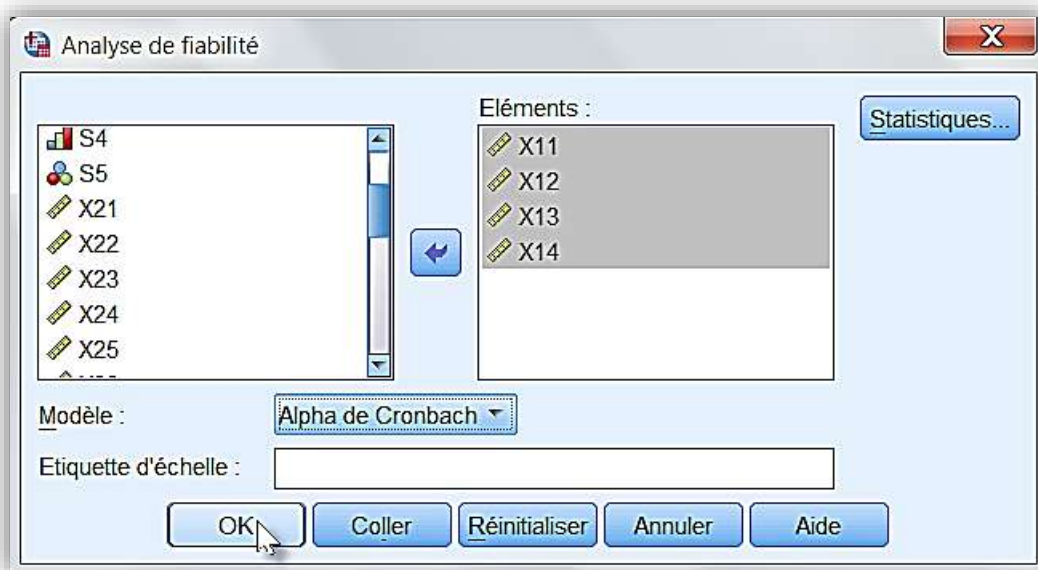 Analyse de fiabilité
X
S4
S5
X21
X22
X23
X24
X25
Eléments :
X11
X12
X13
X14
Statistiques...
Modèle :
Alpha de Cronbach
Etiquette d'échelle :
OK
Coller
Réinitialiser
Annuler
Aide